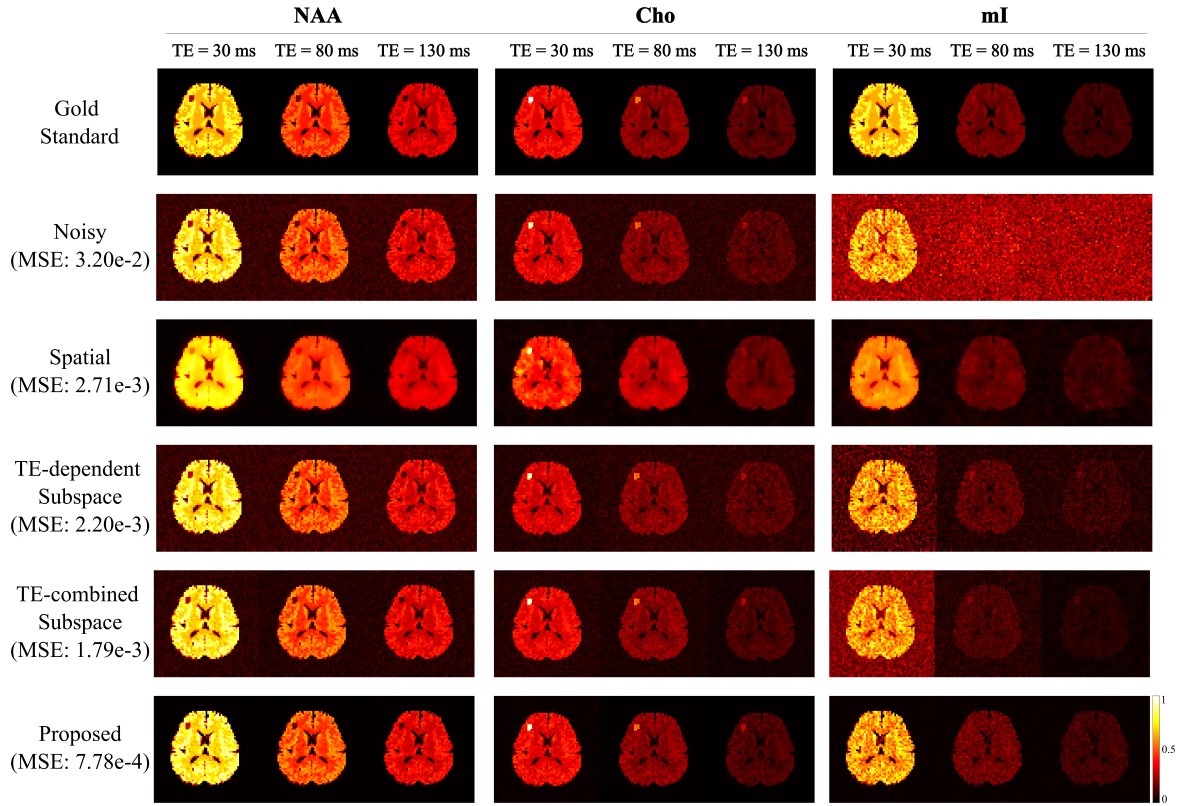 NAA Cho mI
TE = 30 ms TE = 80 ms TE = 130 ms TE = 30 ms TE = 80 ms TE = 130 ms TE = 30 ms TE = 80 ms TE = 130 ms
Gold
Standard
Noisy
(MSE: 3.20e-2)
Spatial
(MSE: 2.71e-3)
TE-dependent
Subspace
(MSE: 2.20e-3)
TE-combined
Subspace
(MSE: 1.79e-3)
Proposed
(MSE: 7.78e-4)
1
0.5
0